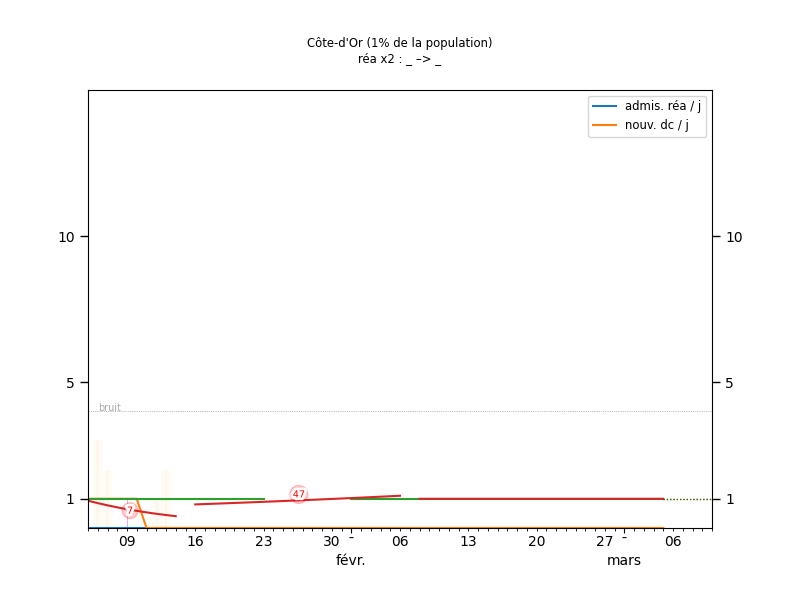 Côte-d'Or (1% de la population)
réa x2 : _ –> _
admis. réa / j
nouv. dc / j
10
10
5
5
bruit
47
7
1
1
09
16
23
30
-
06
13
20
27
-
06
févr.
mars